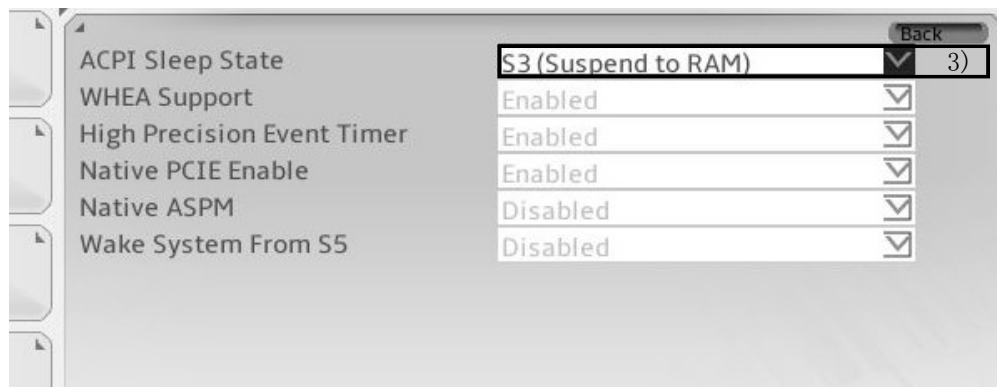 Back
ACPI Sleep State S3 (Suspend to RAM) 3)
WHEA Support Enabled
High Precision Event Timer Enabled
Native PCIE Enable Enabled
Native ASPM Disabled
Wake System From S5 Disabled